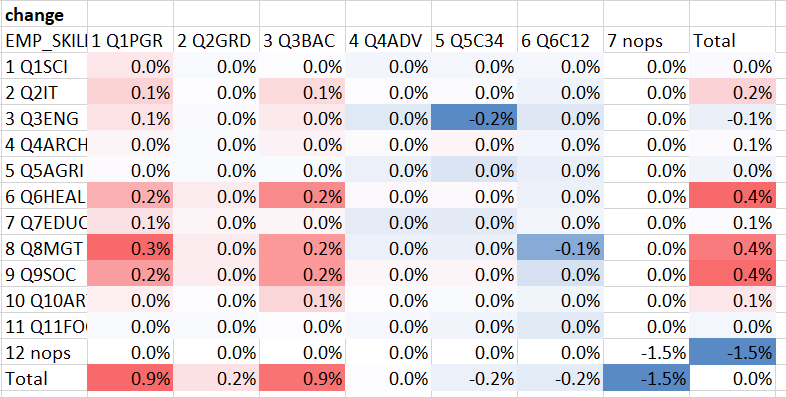 change
EMP_SKILL 1 Q1PGR 2 Q2GRD 3 Q3BAC 4 Q4ADV 5 Q5C34 6 Q6C12 7 nops Total
1 Q1SCI 0.0% 0.0% 0.0% 0.0% 0.0% 0.0% 0.0% 0.0%
2 Q2IT 0.1% 0.0% 0.1% 0.0% 0.0% 0.0% 0.0% 0.2%
3 Q3ENG 0.1% 0.0% 0.0% 0.0% -0.2% 0.0% 0.0% -0.1%
4 Q4ARCH 0.0% 0.0% 0.0% 0.0% 0.0% 0.0% 0.0% 0.1%
5 Q5AGRI 0.0% 0.0% 0.0% 0.0% 0.0% 0.0% 0.0% 0.0%
6 Q6HEAL 0.2% 0.0% 0.2% 0.0% 0.0% 0.0% 0.0% 0.4%
7 Q7EDUC 0.1% 0.0% 0.0% 0.0% 0.0% 0.0% 0.0% 0.1%
8 Q8MGT 0.3% 0.0% 0.2% 0.0% 0.0% -0.1% 0.0% 0.4%
9 Q9SOC 0.2% 0.0% 0.2% 0.0% 0.0% 0.0% 0.0% 0.4%
10 Q10AR 0.0% 0.0% 0.1% 0.0% 0.0% 0.0% 0.0% 0.1%
11 Q11FO 0.0% 0.0% 0.0% 0.0% 0.0% 0.0% 0.0% 0.0%
12 nops 0.0% 0.0% 0.0% 0.0% 0.0% 0.0% -1.5% -1.5%
Total 0.9% 0.2% 0.9% 0.0% -0.2% -0.2% -1.5% 0.0%